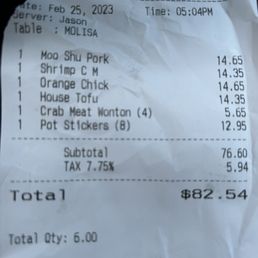 Date: Feb 25, 2023 Time: 05:04PM
Server: Jason
Table : MOLISA
1 Moo Shu Pork 14.65
1 Shrimp C M 14.35
1 Orange Chick 14.65
1 House Tofu 14.35
1 Crab Meat Wonton (4) 5.65
1 Pot Stickers (8) 12.95
Subtotal 76.60
TAX 7.75% 5.94
Total $82.54
Total Qty: 6.00